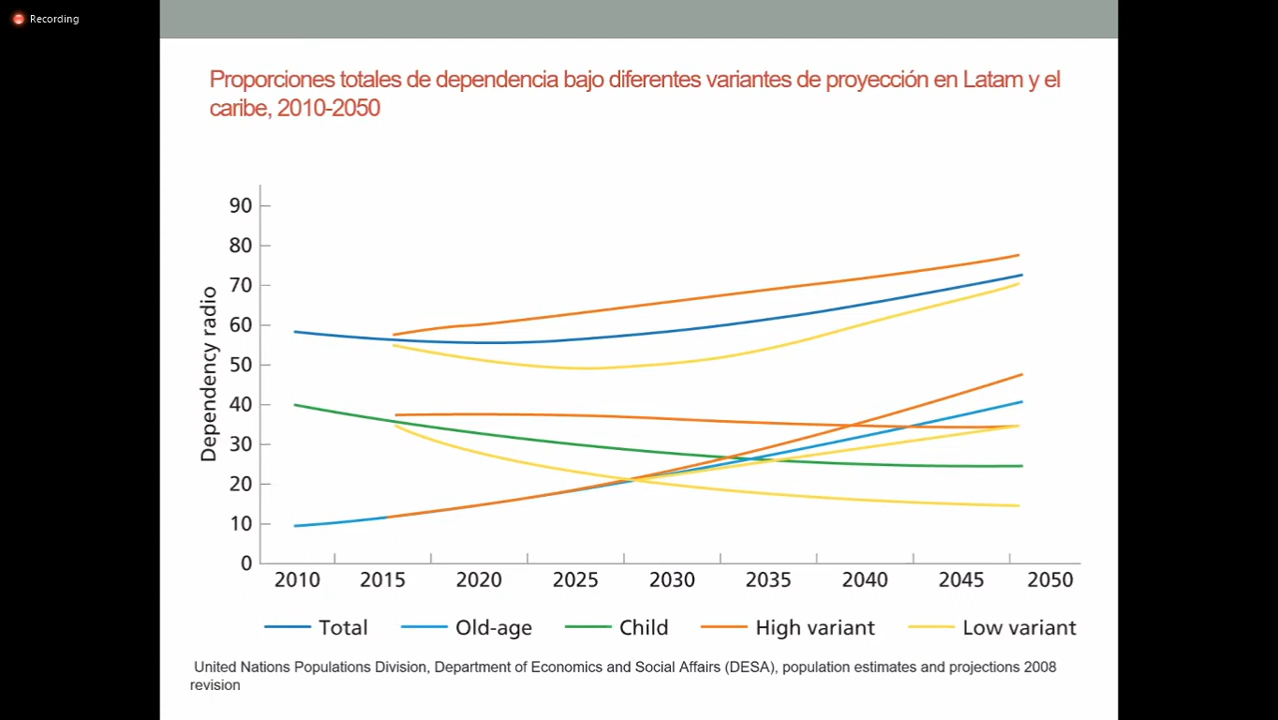 Recording
Proporciones totales de dependencia bajo diferentes variantes de proyección en Latam y el
caribe, 2010-2050
90
80
70
60
50
40
30
20
10
0
Dependency radio
2010 2015 2020 2025 2030 2035 2040 2045 2050
Total Old-age Child High variant Low variant
United Nations Populations Division, Department of Economics and Social Affairs (DESA), population estimates and projections 2008
revision